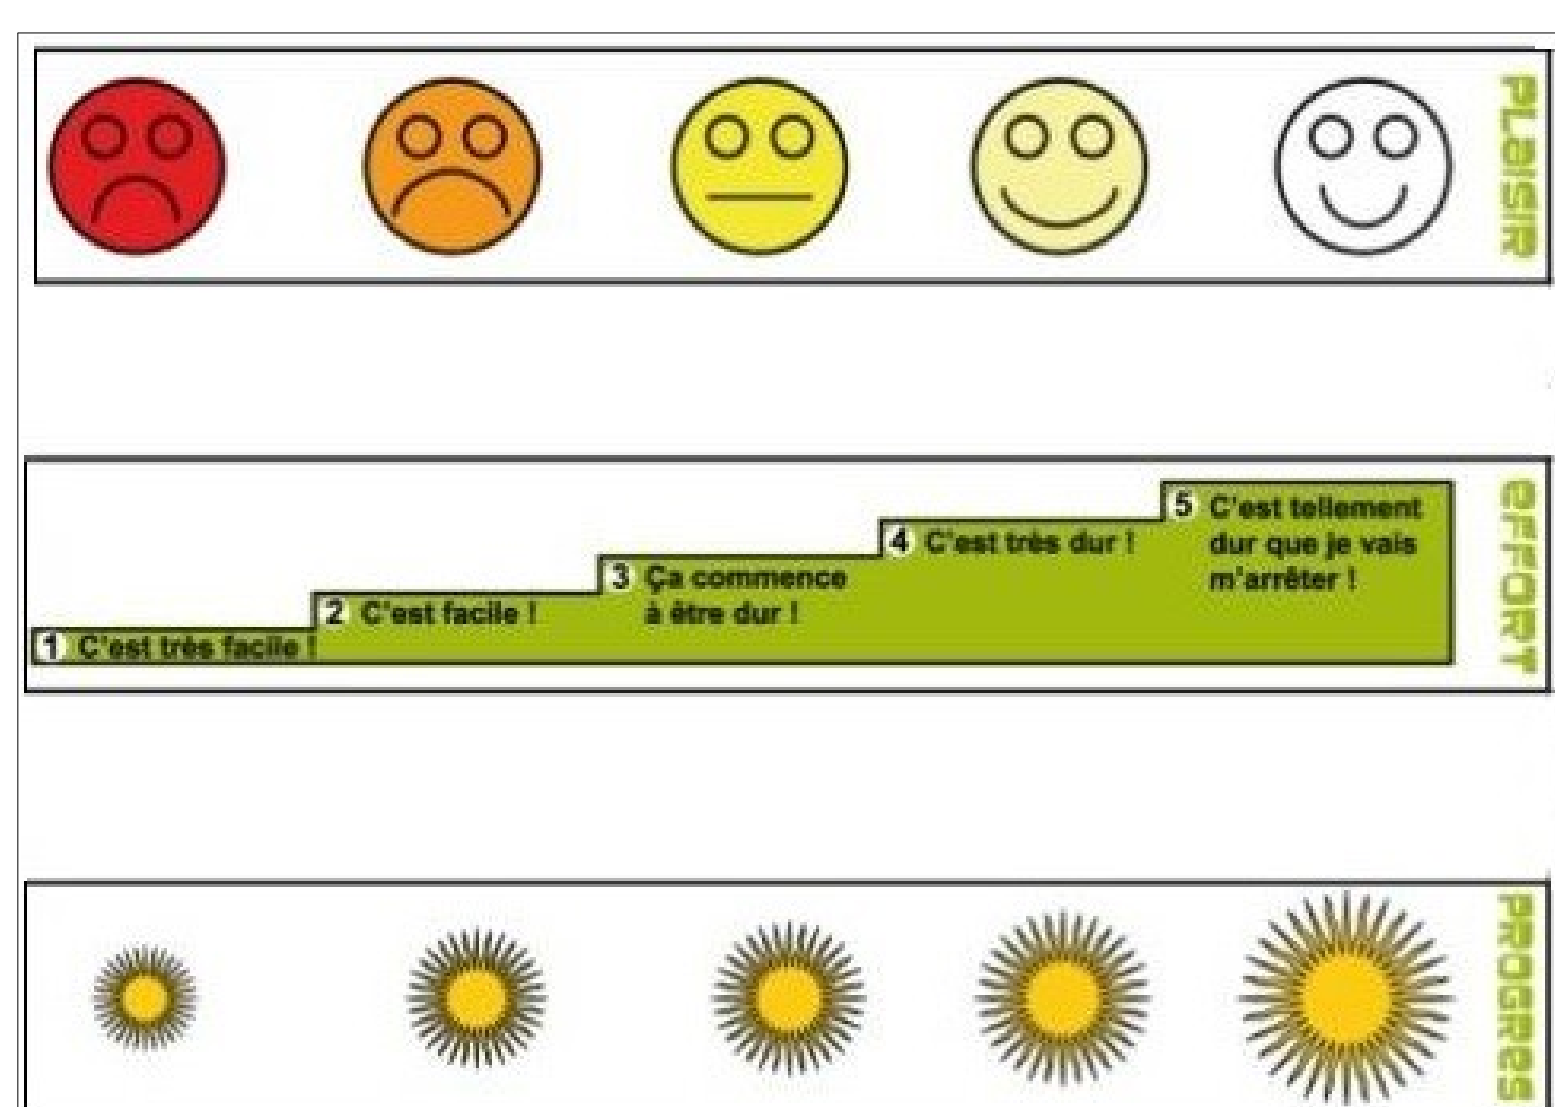 PLaISIR
1 C'est très facile !
2 C'est facile !
3 Ça commence
à être dur !
4 C'est très dur !
5 C'est tellement
dur que je vais
m'arrêter !
eFFORT
PROGRes